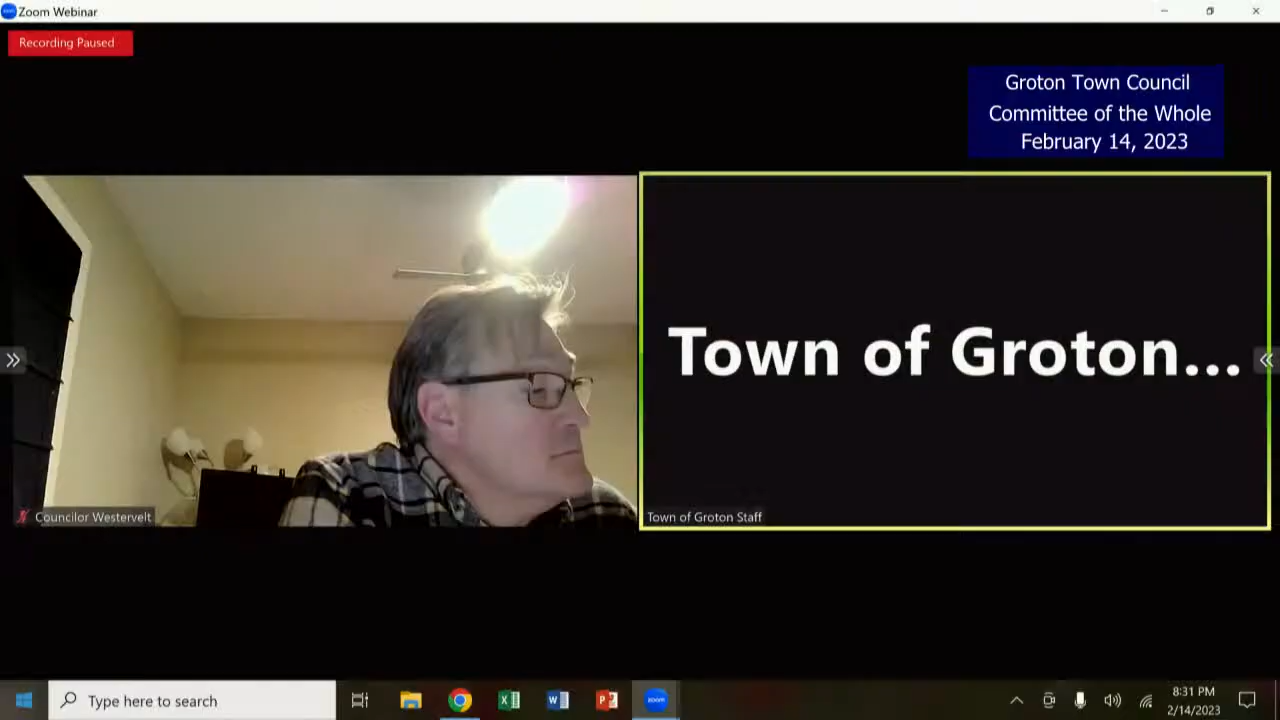 Zoom Webinar
Recording Paused
Groton Town Council
Committee of the Whole
February 14, 2023
Town of Groton...
Councilor Westervelt
Town of Groton Staff
Type here to search
zoom
8:31 PM
2/14/2023